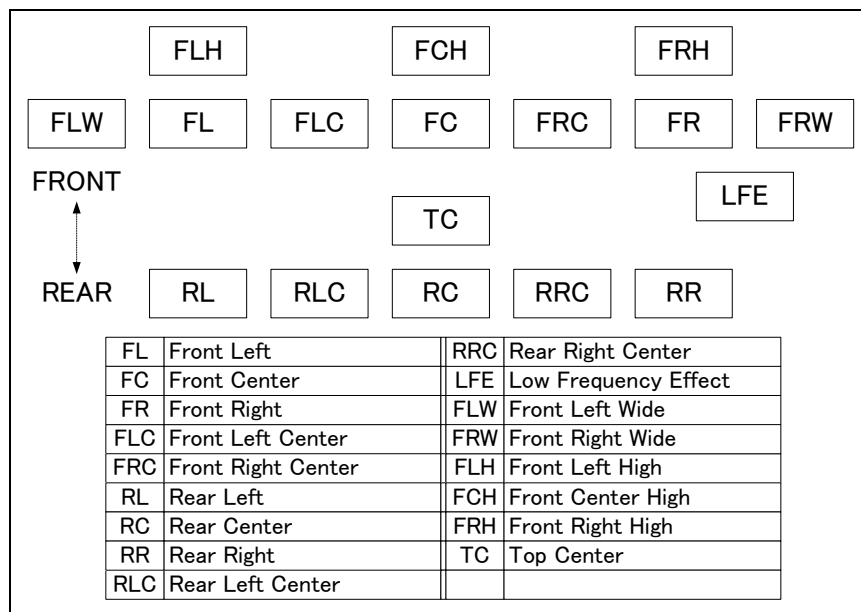 FLH FCH FRH
FLW FL FLC FC FRC FR FRW
FRONT
LFE
TC
REAR RL RLC RC RRC RR
FL Front Left RRC Rear Right Center
FC Front Center LFE Low Frequency Effect
FR Front Right FLW Front Left Wide
FLC Front Left Center FRW Front Right Wide
FRC Front Right Center FLH Front Left High
RL Rear Left FCH Front Center High
RC Rear Center FRH Front Right High
RR Rear Right TC Top Center
RLC Rear Left Center